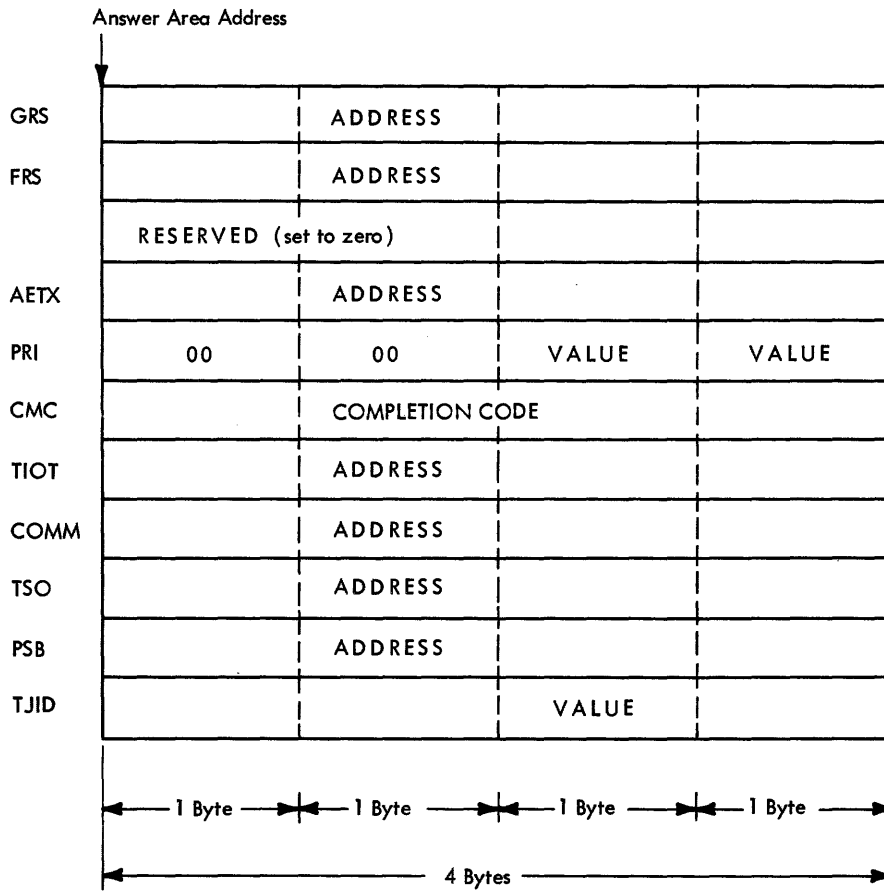 Answer Area Address
GRS ADDRESS
FRS ADDRESS
RESERVED (set to zero)
AETX ADDRESS
PRI 00 00 VALUE VALUE
CMC COMPLETION CODE
TIOT ADDRESS
COMM ADDRESS
TSO ADDRESS
PSB ADDRESS
TJID VALUE
1 Byte 1 Byte 1 Byte 1 Byte
4 Bytes